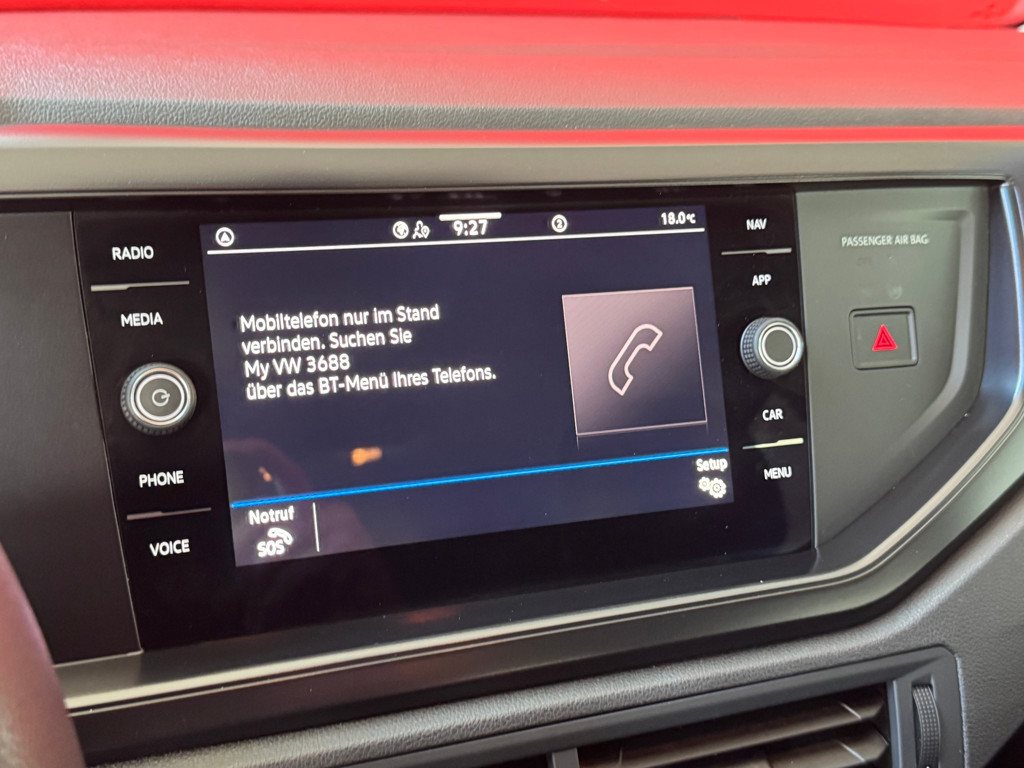 9:27
2
18.0°C
NAV
RADIO
PASSENGER AIR BAG
APP
MEDIA
Mobiltelefon nur im Stand
verbinden. Suchen Sie
My VW 3688
über das BT-Menü Ihres Telefons.
CAR
PHONE
Setup
MENU
Notruf
SOS
VOICE